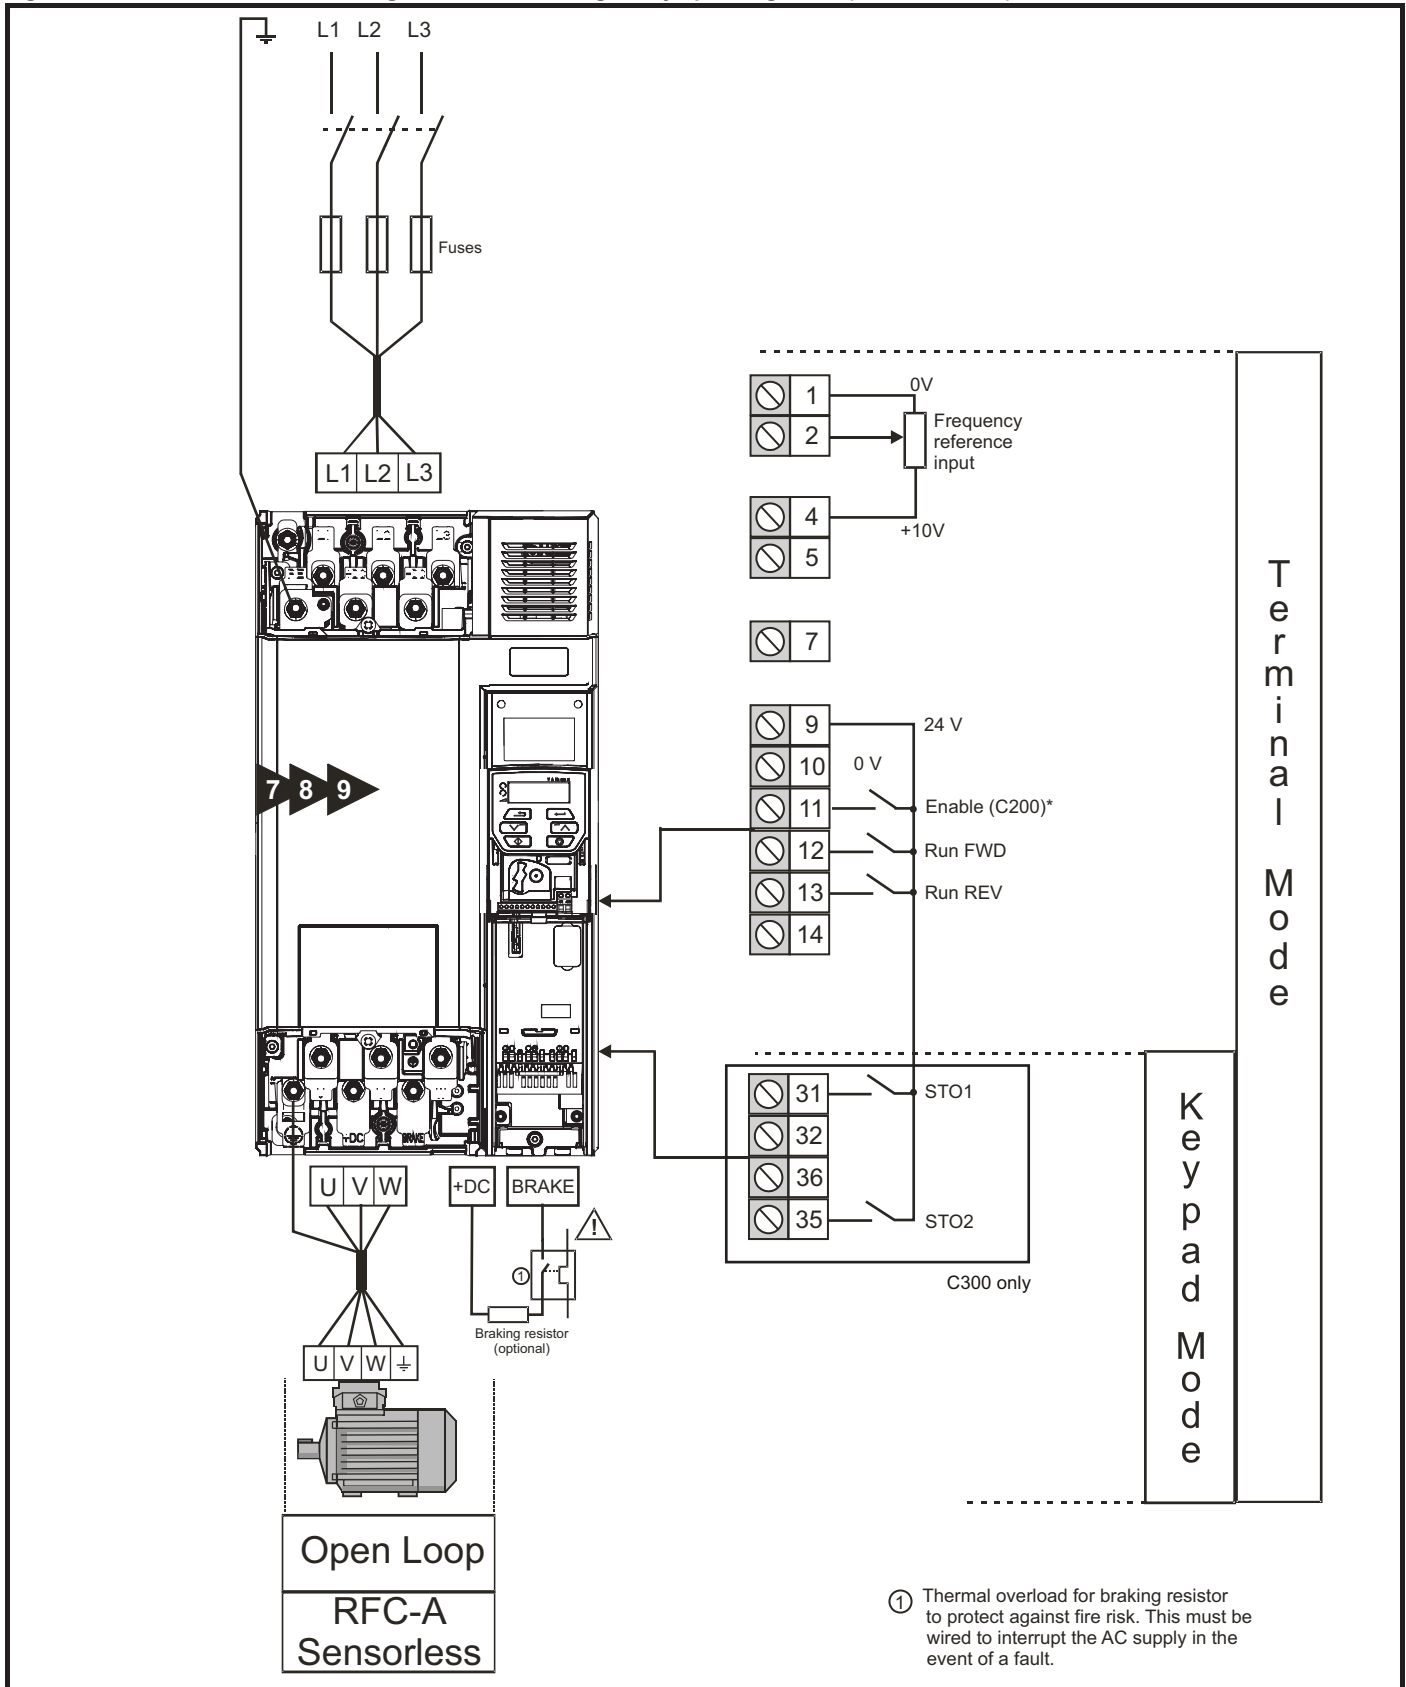 L1 L2 L3
Fuses
L1 L2 L3
1
0V
2
Frequency
reference
input
4
+10V
5
7
9
24 V
10
0 V
11
Enable (C200)*
12
Run FWD
13
Run REV
14
Terminal Mode
7 8 9
31
STO1
32
36
35
STO2
C300 only
Keypad Mode
+DC
BRAKE
U V W
+DC
BRAKE
1
Braking resistor
(optional)
U V W
Open Loop
RFC-A
Sensorless
1 Thermal overload for braking resistor
to protect against fire risk. This must be
wired to interrupt the AC supply in the
event of a fault.